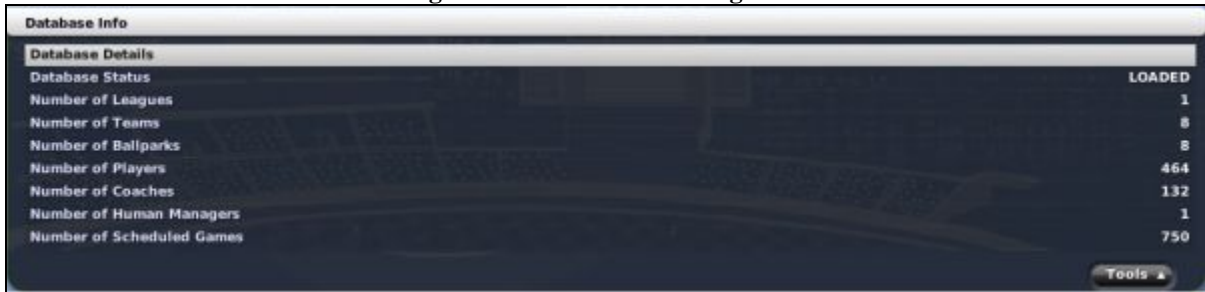 Database Info
Database Details
Database Status LOADED
Number of Leagues 1
Number of Teams 8
Number of Ballparks 8
Number of Players 464
Number of Coaches 132
Number of Human Managers 1
Number of Scheduled Games 750
Tools ▲